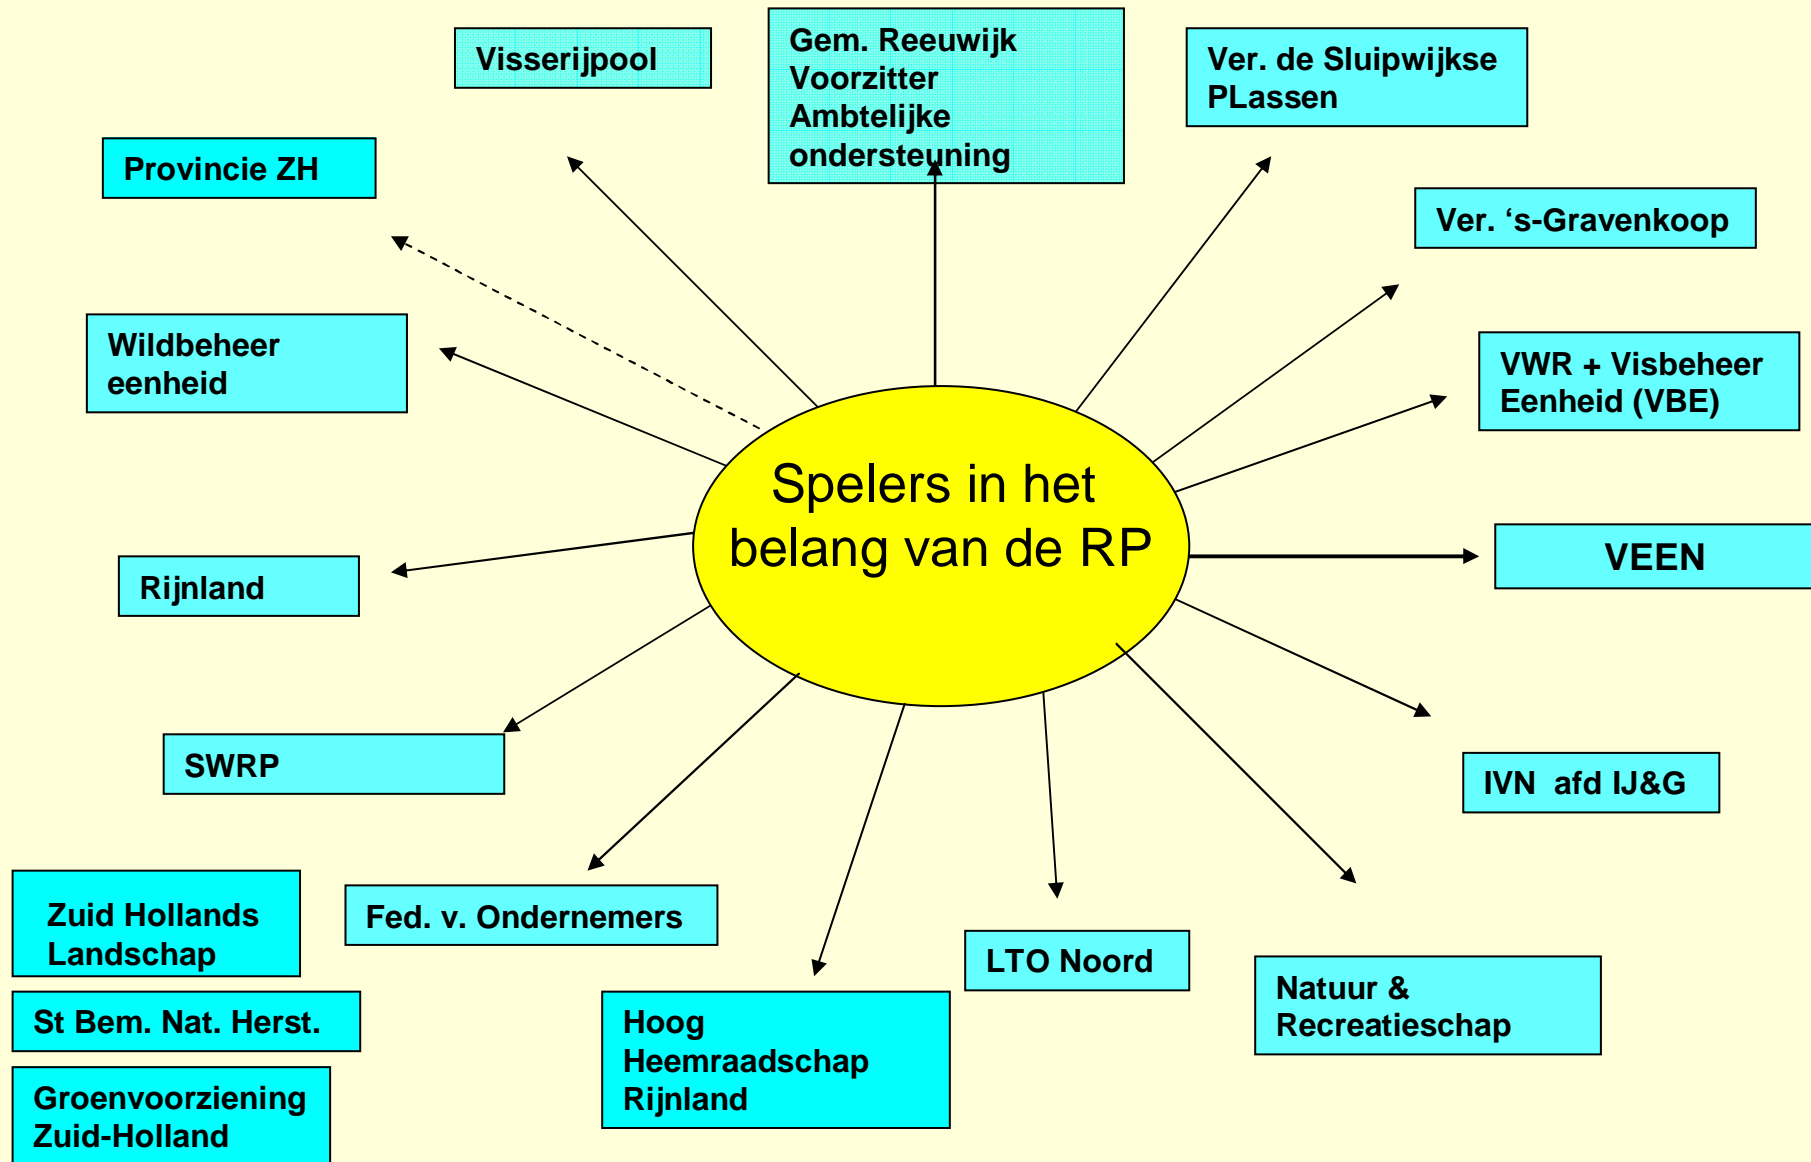 Visserijpool
Gem. Reeuwijk
Voorzitter
Ambtelijke
ondersteuning
Ver. de Sluipwijkse
PLassen
Provincie ZH
Ver. ‘s-Gravenkoop
Wildbeheer
eenheid
VWR + Visbeheer
Eenheid (VBE)
Spelers in het
belang van de RP
VEEN
Rijnland
SWRP
IVN  afd IJ&G
Zuid Hollands
Landschap
Fed. v. Ondernemers
LTO Noord
Natuur &
Recreatieschap
St Bem. Nat. Herst.
Hoog
Heemraadschap
Rijnland
Groenvoorziening
Zuid-Holland